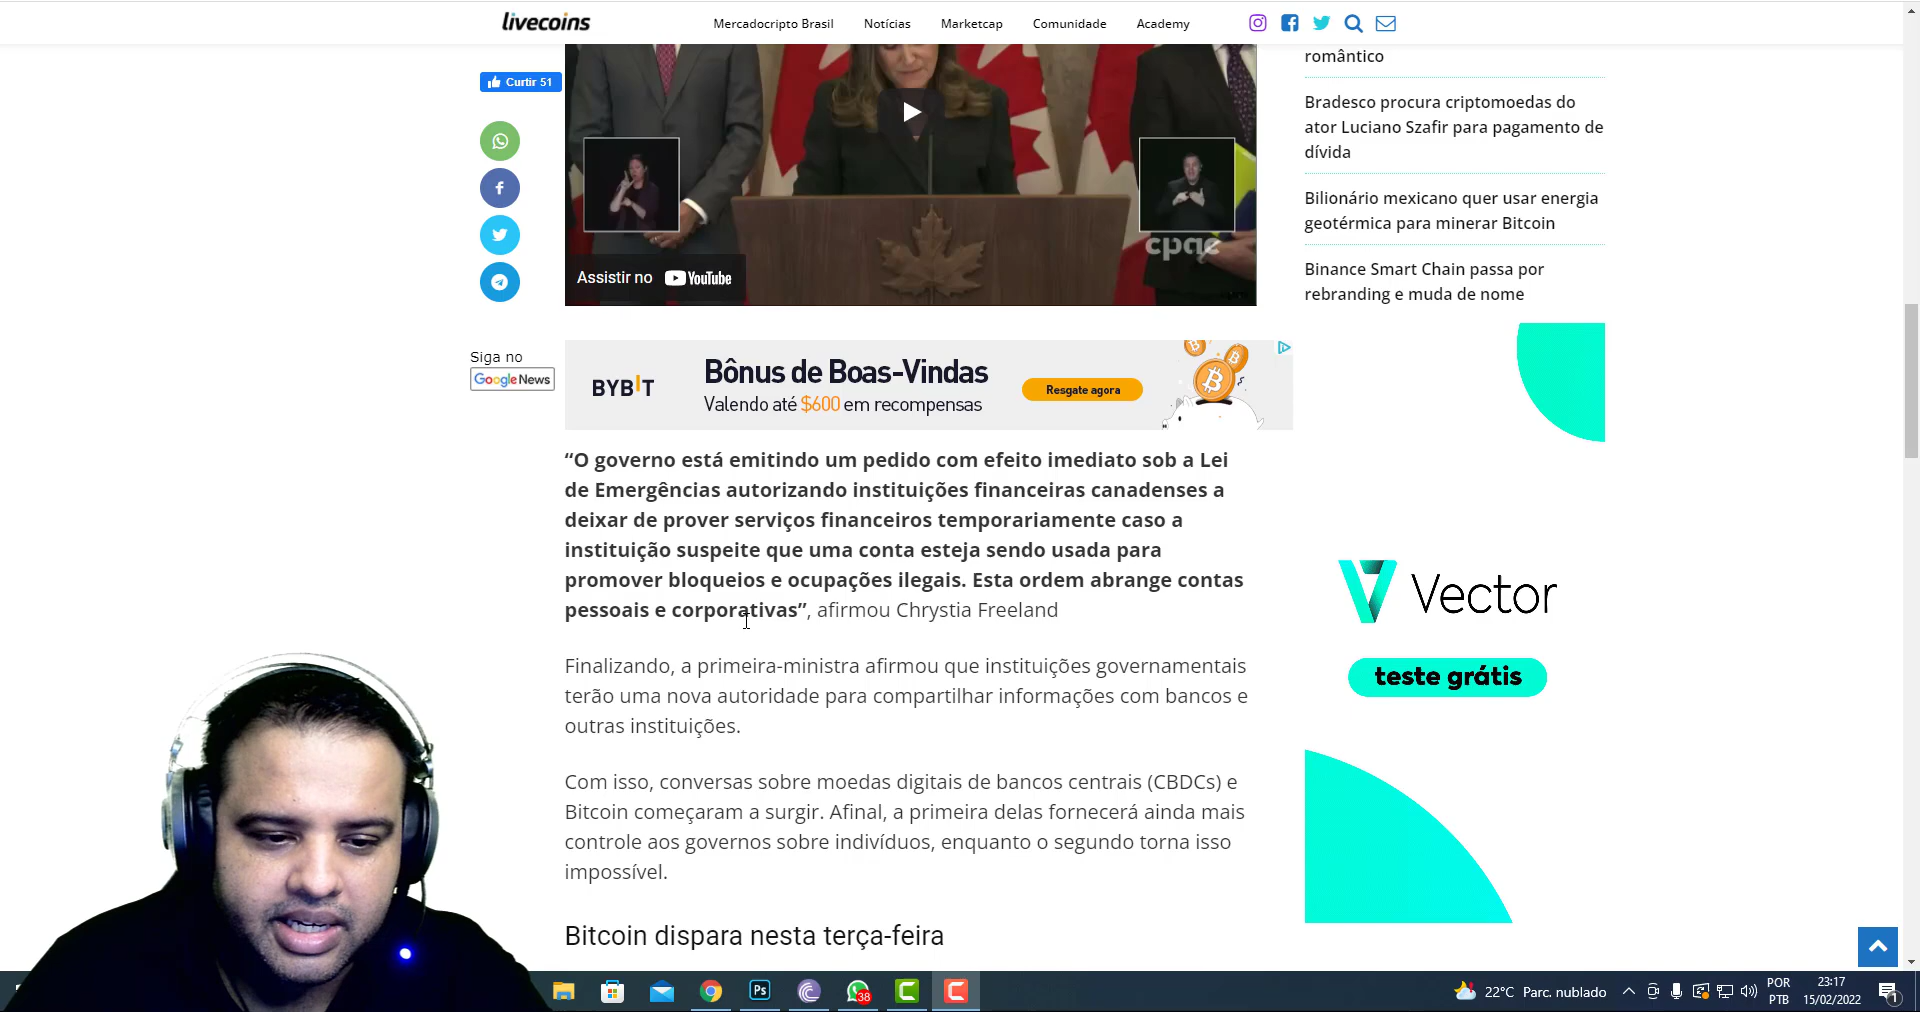 livecoins
Mercadocripto Brasil
Notícias
Marketcap
Comunidade
Academy
Curtir 51
cpac
Assistir no YouTube
Siga no
Google News
BYBIT
Bônus de Boas-Vindas
Valendo até $600 em recompensas
Resgate agora
“O governo está emitindo um pedido com efeito imediato sob a Lei
de Emergências autorizando instituições financeiras canadenses a
deixar de prover serviços financeiros temporariamente caso a
instituição suspeite que uma conta esteja sendo usada para
promover bloqueios e ocupações ilegais. Esta ordem abrange contas
pessoais e corporativas”, afirmou Chrystia Freeland
Finalizando, a primeira-ministra afirmou que instituições governamentais
terão uma nova autoridade para compartilhar informações com bancos e
outras instituições.
Com isso, conversas sobre moedas digitais de bancos centrais (CBDCs) e
Bitcoin começaram a surgir. Afinal, a primeira delas fornecerá ainda mais
controle aos governos sobre indivíduos, enquanto o segundo torna isso
impossível.
Bitcoin dispara nesta terça-feira
romântico
Bradesco procura criptomoedas do
ator Luciano Szafir para pagamento de
dívida
Bilionário mexicano quer usar energia
geotérmica para minerar Bitcoin
Binance Smart Chain passa por
rebranding e muda de nome
Vector
teste grátis
Ps
38
22°C Parc. nublado
POR
PTB
23:17
15/02/2022
1